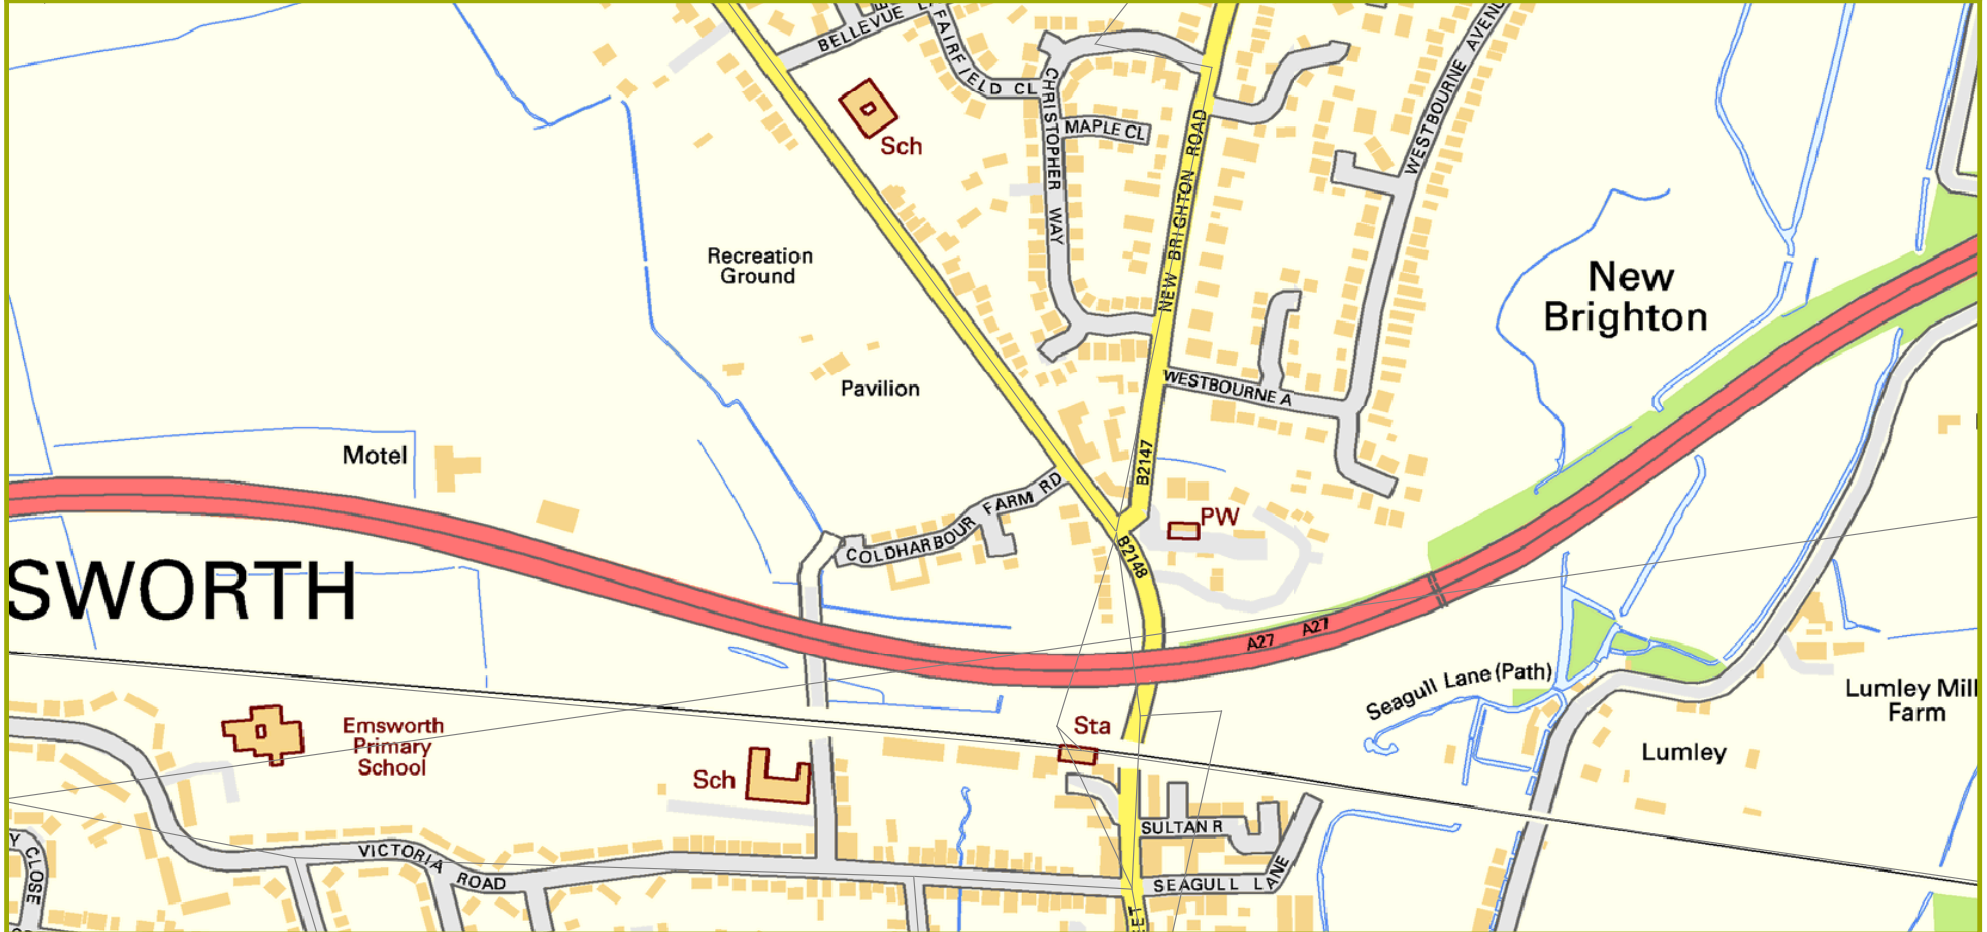 BELLEVUE L
FAIRFIELD CL
CHRISTOPHER WAY
MAPLE CL
NEW BRIGHTON ROAD
WESTBOURNE AVENU
Sch
Recreation
Ground
New
Brighton
Pavilion
WESTBOURNE A
Motel
B2147
COLDHARBOUR FARM RD
PW
B2148
SWORTH
A27
A27
Seagull Lane (Path)
Lumley Mill
Farm
Emsworth
Primary
School
Sta
Sch
Lumley
SULTAN R
VICTORIA ROAD
SEAGULL LANE
Y CLOSE
EET